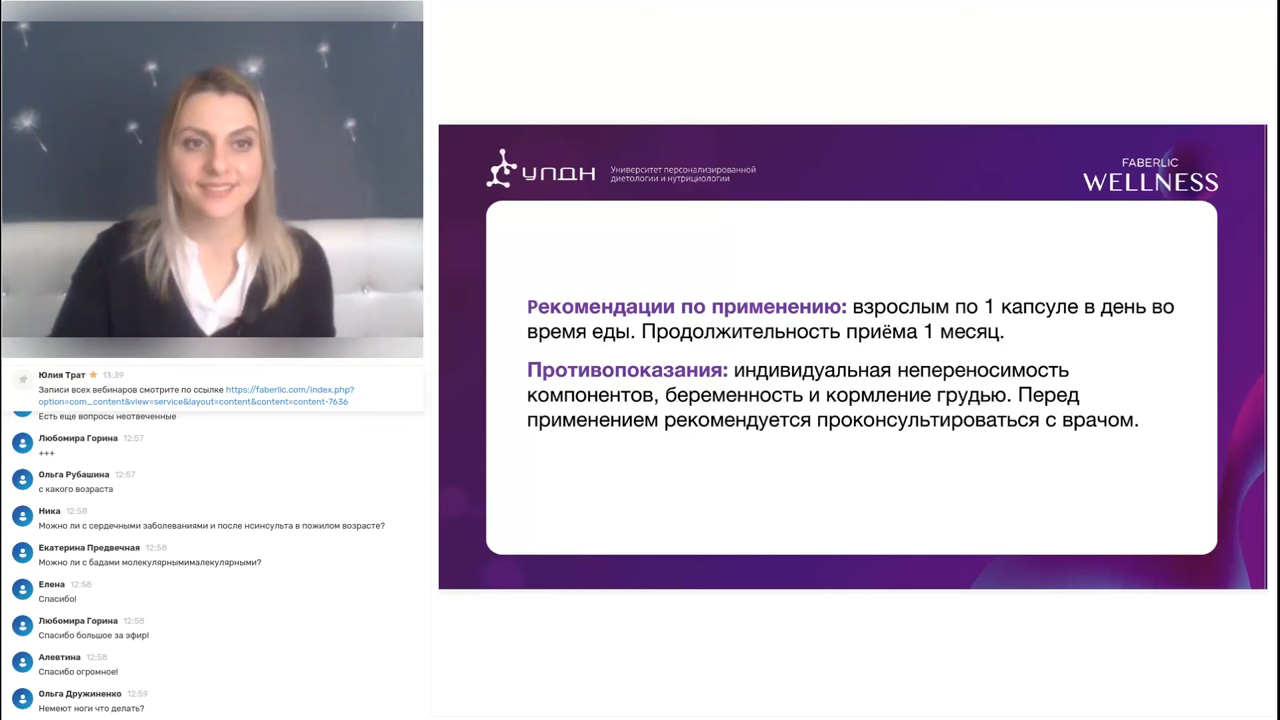 Юлия Трат 13:39
Записи всех вебинаров смотрите по ссылке https://faberlic.com/index.php?
option=com_content&view=service&layout=content&content=content-7636
Есть еще вопросы неотвеченные
Любомира Горина 12:57
+++
Ольга Рубашина 12:57
с какого возраста
Ника 12:58
Можно ли с сердечными заболеваниями и после нсинсульта в пожилом возрасте?
Екатерина Предвечная 12:58
Можно ли с бадами молекулярнымималекулярными?
Елена 12:58
Спасибо!
Любомира Горина 12:58
Спасибо большое за эфир!
Алевтина 12:58
Спасибо огромное!
Ольга Дружиненко 12:59
Немеют ноги что делать?
УПДН
Университет персонализированной
диетологии и нутрициологии
FABERLIC
WELLNESS
Рекомендации по применению: взрослым по 1 капсуле в день во
время еды. Продолжительность приёма 1 месяц.
Противопоказания: индивидуальная непереносимость
компонентов, беременность и кормление грудью. Перед
применением рекомендуется проконсультироваться с врачом.